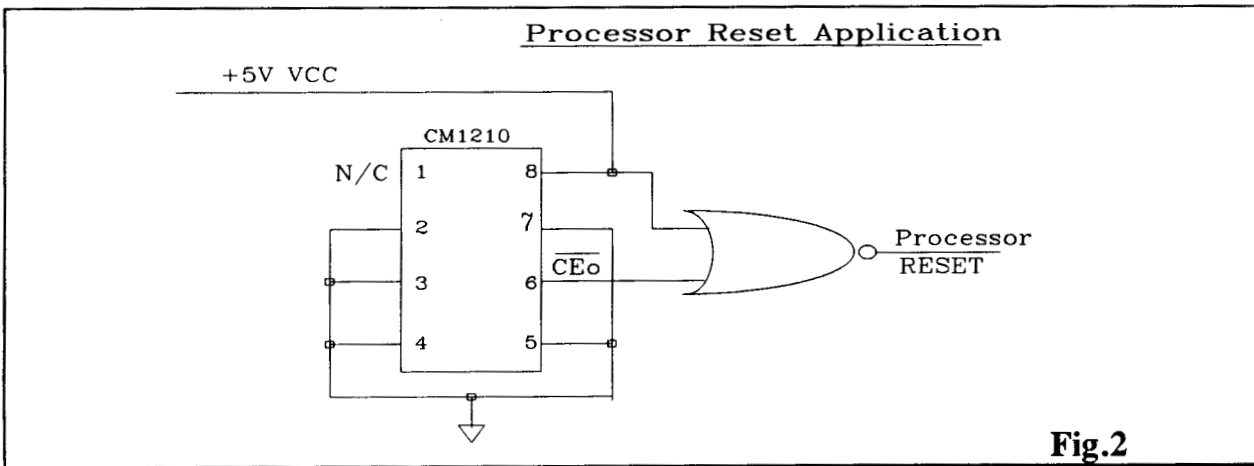 Processor Reset Application
+5V VCC
CM1210
N/C 1 8
2 7
CEo
3 6
4 5
Processor
RESET
Fig.2